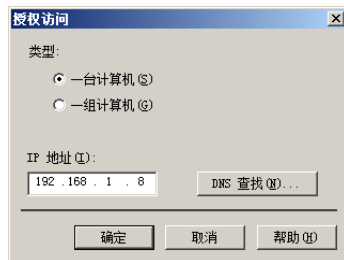 授权访问
类型:
一台计算机(S)
一组计算机(G)
IP 地址(I):
192 .168 . 1 . 8
DNS 查找(N)...
确定
取消
帮助(H)